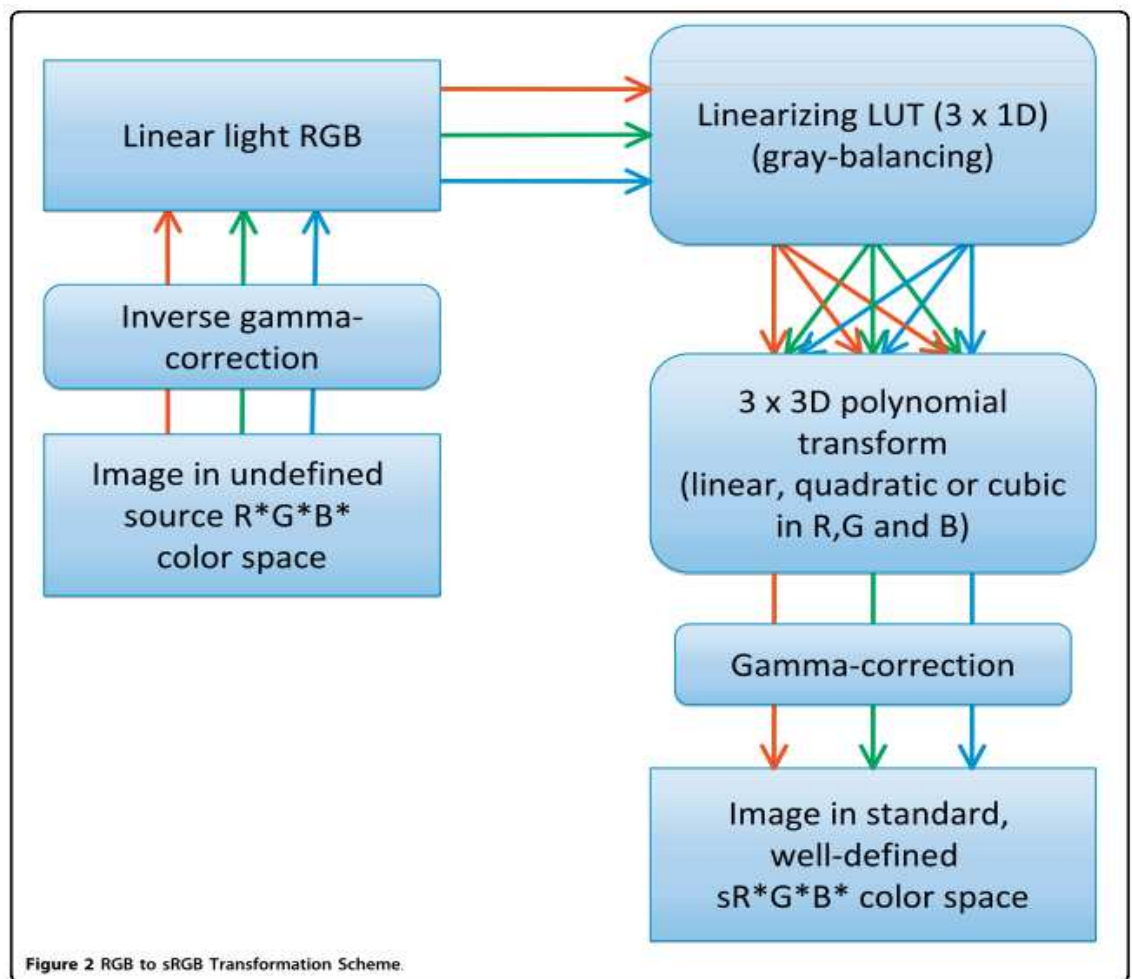 Linear light RGB
Linearizing LUT (3 x 1D)
(gray-balancing)
Inverse gamma-
correction
Image in undefined
source R*G*B*
color space
3 x 3D polynomial
transform
(linear, quadratic or cubic
in R,G and B)
Gamma-correction
Image in standard,
well-defined
sR*G*B* color space
Figure 2 RGB to sRGB Transformation Scheme.